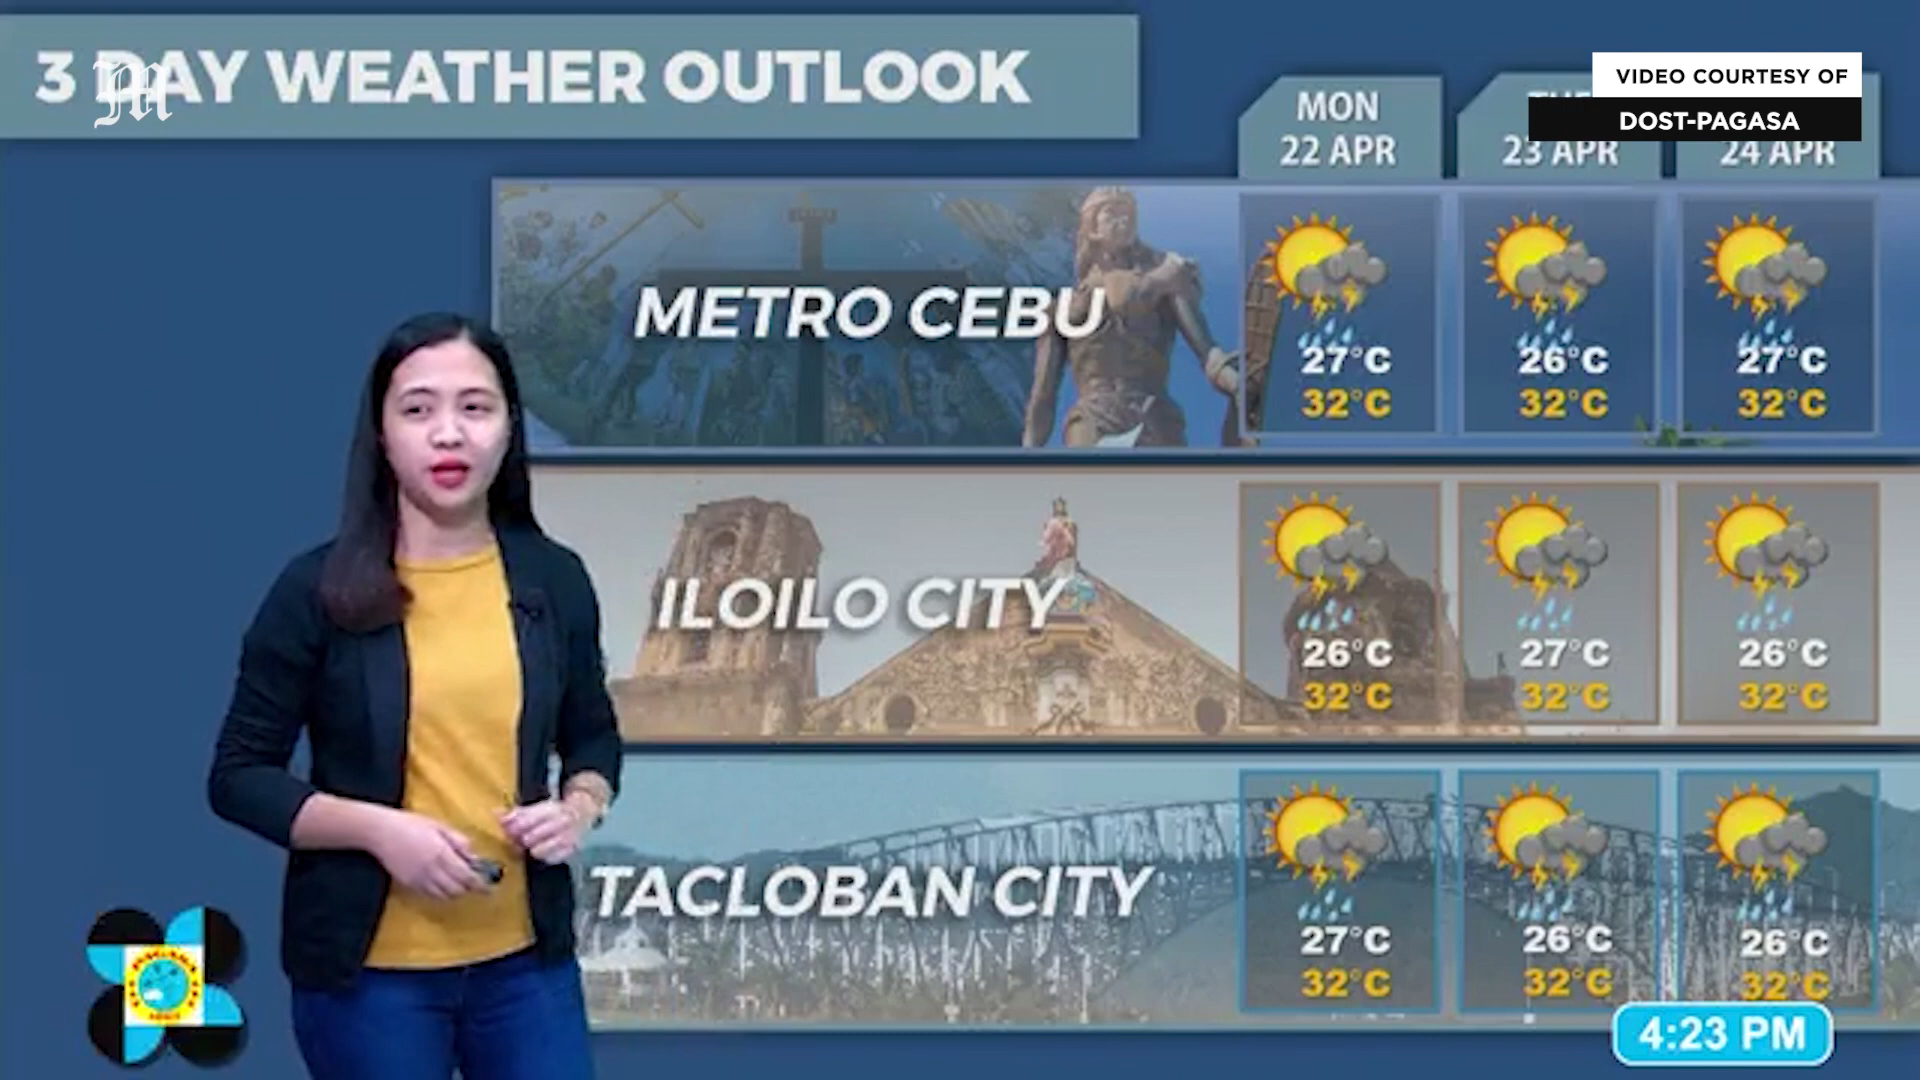 3 DAY WEATHER OUTLOOK
M
VIDEO COURTESY OF
DOST-PAGASA
MON
22 APR
23 APR
24 APR
METRO CEBU
27°C
32°C
26°C
32°C
27°C
32°C
ILOILO CITY
26°C
32°C
27°C
32°C
26°C
32°C
TACLOBAN CITY
27°C
32°C
26°C
32°C
26°C
32°C
PAGASA
4:23 PM